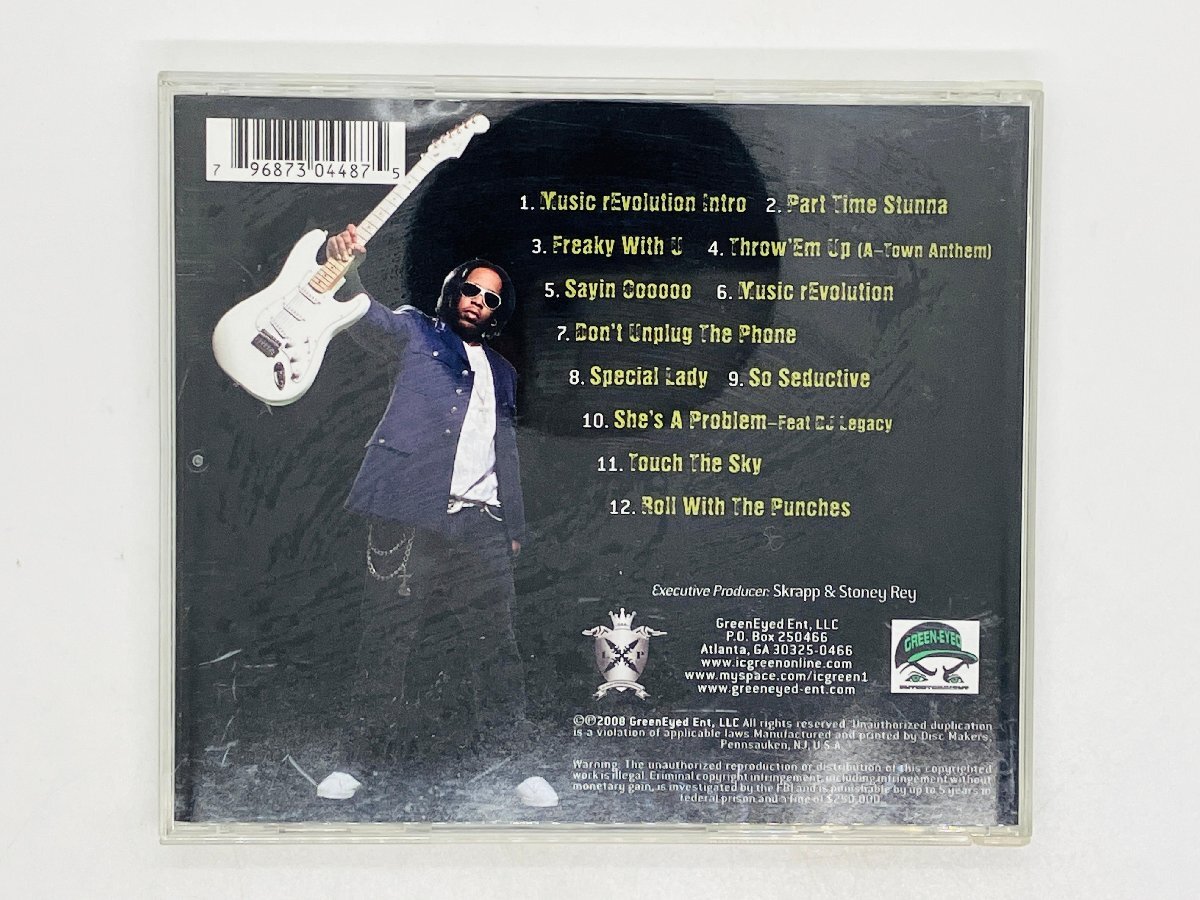 7 96873 04487 5
1. Music rEvolution Intro 2. Part Time Stunna
3. Freaky With U 4. Throw'Em Up (A-Town Anthem)
5. Sayin Oooooo 6. Music rEvolution
7. Don't Unplug The Phone
8. Special Lady 9. So Seductive
10. She's A Problem-Feat DJ Legacy
11. Touch The Sky
12. Roll With The Punches
Executive Producer: Skrapp & Stoney Rey
GreenEyed Ent, LLC
P.O. Box 250466
Atlanta, GA 30325-0466
www.icgreenonline.com
www.myspace.com/icgreen1
www.greeneyed-ent.com
GREEN-EYED
ENTERTAINMENT
©℗2008 GreenEyed Ent, LLC All rights reserved. Unauthorized duplication
is a violation of applicable laws Manufactured and printed by Disc Makers,
Pennsauken, NJ, U.S.A.
Warning: The unauthorized reproduction or distribution of this copyrighted
work is illegal. Criminal copyright infringement, including infringement without
monetary gain, is investigated by the FBI and is punishable by up to 5 years in
federal prison and a fine of $250,000.